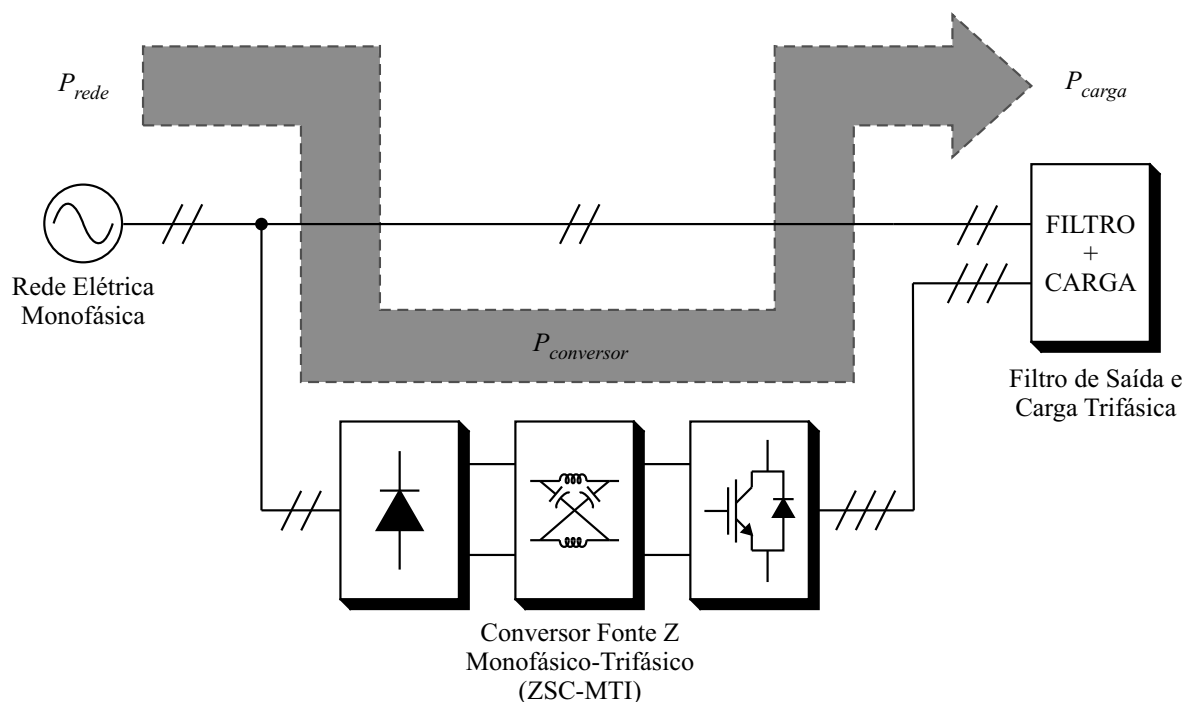 P_rede
P_carga
Rede Elétrica
Monofásica
FILTRO
+
CARGA
P_conversor
Filtro de Saída e
Carga Trifásica
Conversor Fonte Z
Monofásico-Trifásico
(ZSC-MTI)